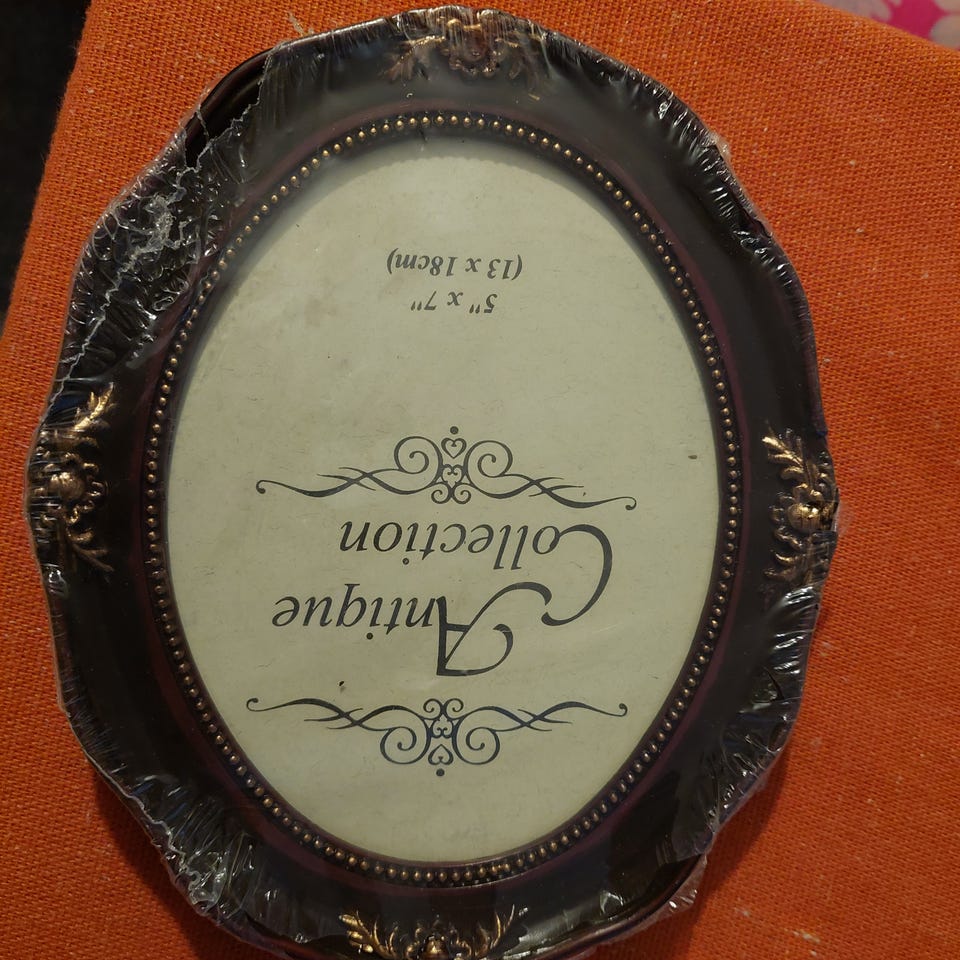 Antique
Collection
5" x 7"
(13 x 18cm)